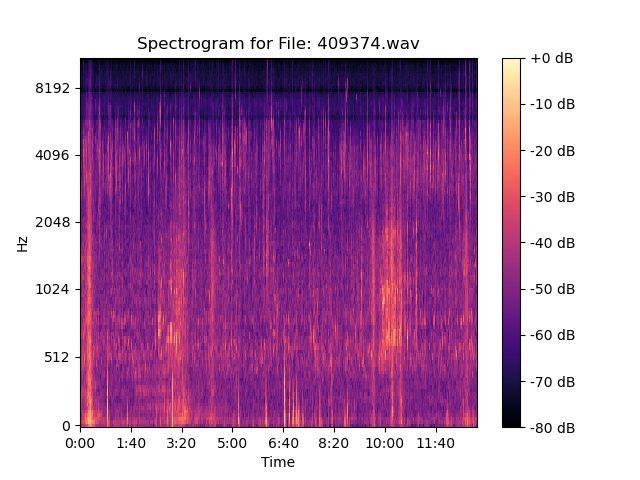 Spectrogram for File: 409374.wav
Hz
8192
4096
2048
1024
512
0
0:00 1:40 3:20 5:00 6:40 8:20 10:00 11:40
Time
+0 dB
-10 dB
-20 dB
-30 dB
-40 dB
-50 dB
-60 dB
-70 dB
-80 dB